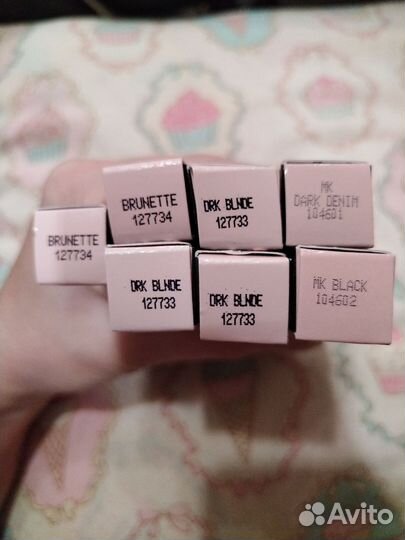 BRUNETTE
127734
DRK BLNDE
127733
MK
DARK DENIM
104601
BRUNETTE
127734
DRK BLNDE
127733
DRK BLNDE
127733
MK BLACK
104602
Avito